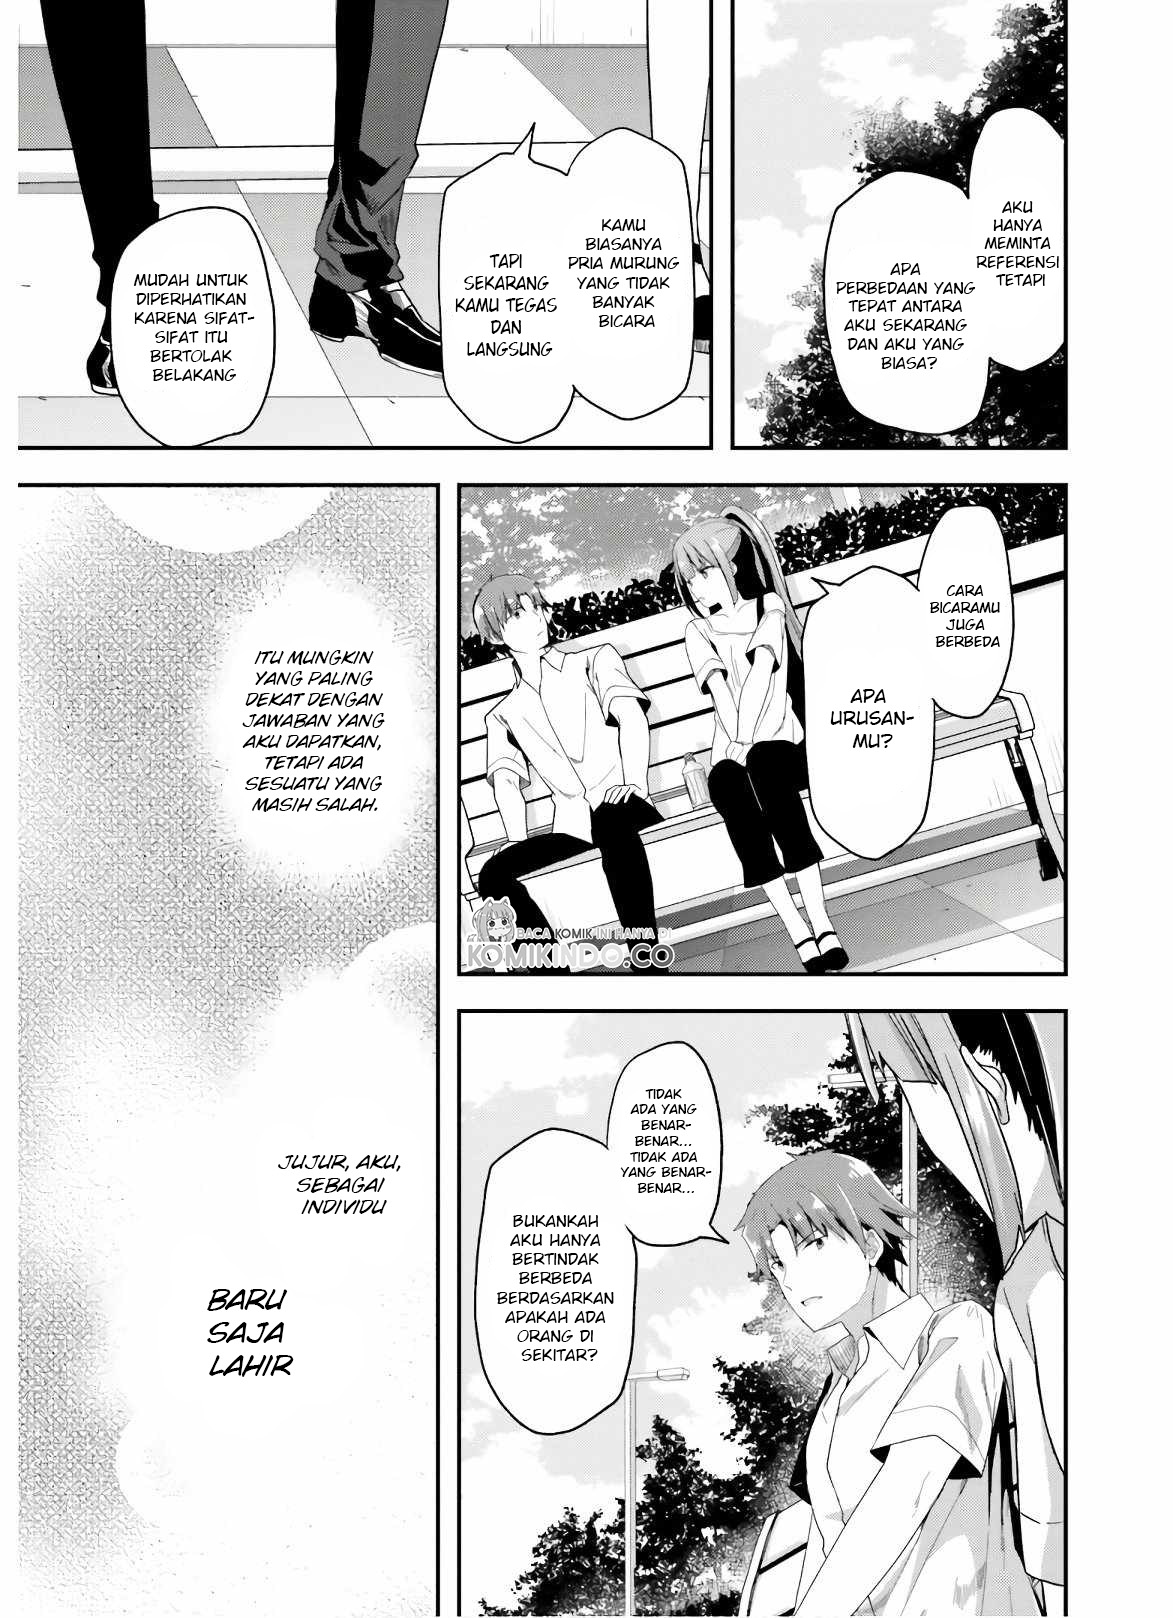 AKU
HANYA
MEMINTA
REFERENSI
TETAPI
APA
PERBEDAAN YANG
TEPAT ANTARA
AKU SEKARANG
DAN AKU YANG
BIASA?
KAMU
BIASANYA
PRIA MURUNG
YANG TIDAK
BANYAK
BICARA
TAPI
SEKARANG
KAMU TEGAS
DAN
LANGSUNG
MUDAH UNTUK
DIPERHATIKAN
KARENA SIFAT-
SIFAT ITU
BERTOLAK
BELAKANG
CARA
BICARAMU
JUGA
BERBEDA
APA
URUSAN-
MU?
BACA KOMIK INI HANYA DI
KOMIKINDO.CO
TIDAK
ADA YANG
BENAR-
BENAR...
TIDAK ADA
YANG BENAR-
BENAR...
BUKANKAH
AKU HANYA
BERTINDAK
BERBEDA
BERDASARKAN
APAKAH ADA
ORANG DI
SEKITAR?
ITU MUNGKIN
YANG PALING
DEKAT DENGAN
JAWABAN YANG
AKU DAPATKAN,
TETAPI ADA
SESUATU YANG
MASIH SALAH.
JUJUR, AKU,
SEBAGAI
INDIVIDU
BARU
SAJA
LAHIR